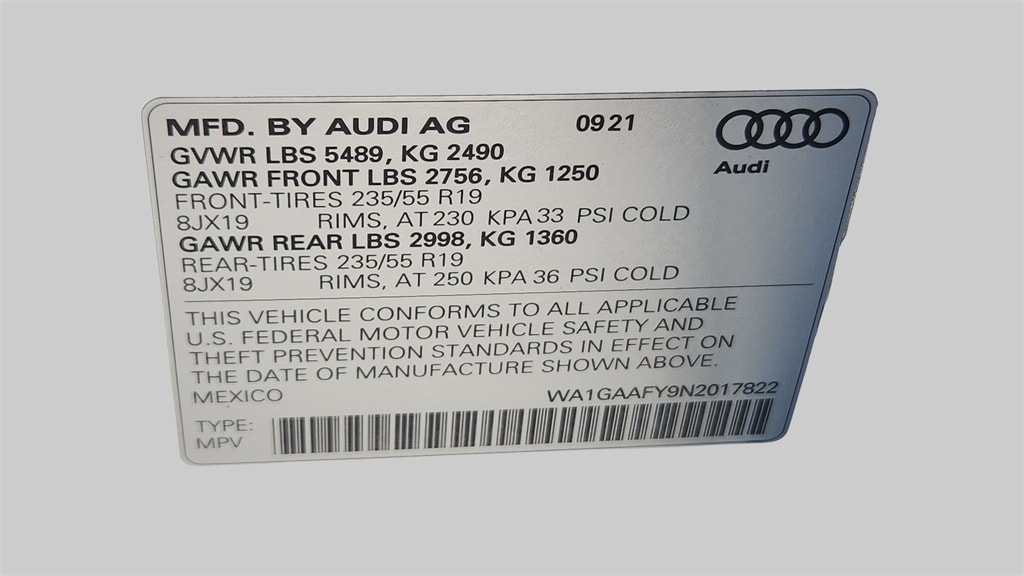 MFD. BY AUDI AG 09 21
Audi
GVWR LBS 5489, KG 2490
GAWR FRONT LBS 2756, KG 1250
FRONT-TIRES 235/55 R19
8JX19 RIMS, AT 230 KPA 33 PSI COLD
GAWR REAR LBS 2998, KG 1360
REAR-TIRES 235/55 R19
8JX19 RIMS, AT 250 KPA 36 PSI COLD
THIS VEHICLE CONFORMS TO ALL APPLICABLE
U.S. FEDERAL MOTOR VEHICLE SAFETY AND
THEFT PREVENTION STANDARDS IN EFFECT ON
THE DATE OF MANUFACTURE SHOWN ABOVE.
MEXICO WA1GAAFY9N2017822
TYPE:
MPV